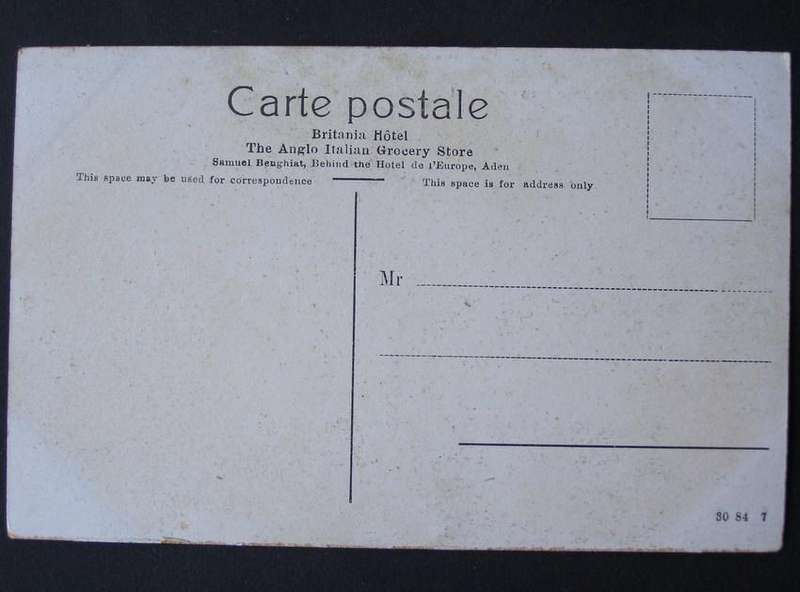 Carte postale
Britania Hôtel
The Anglo Italian Grocery Store
Samuel Benghiat, Behind the Hotel de l'Europe, Aden
This space may be used for correspondence
This space is for address only
Mr
30 84 7